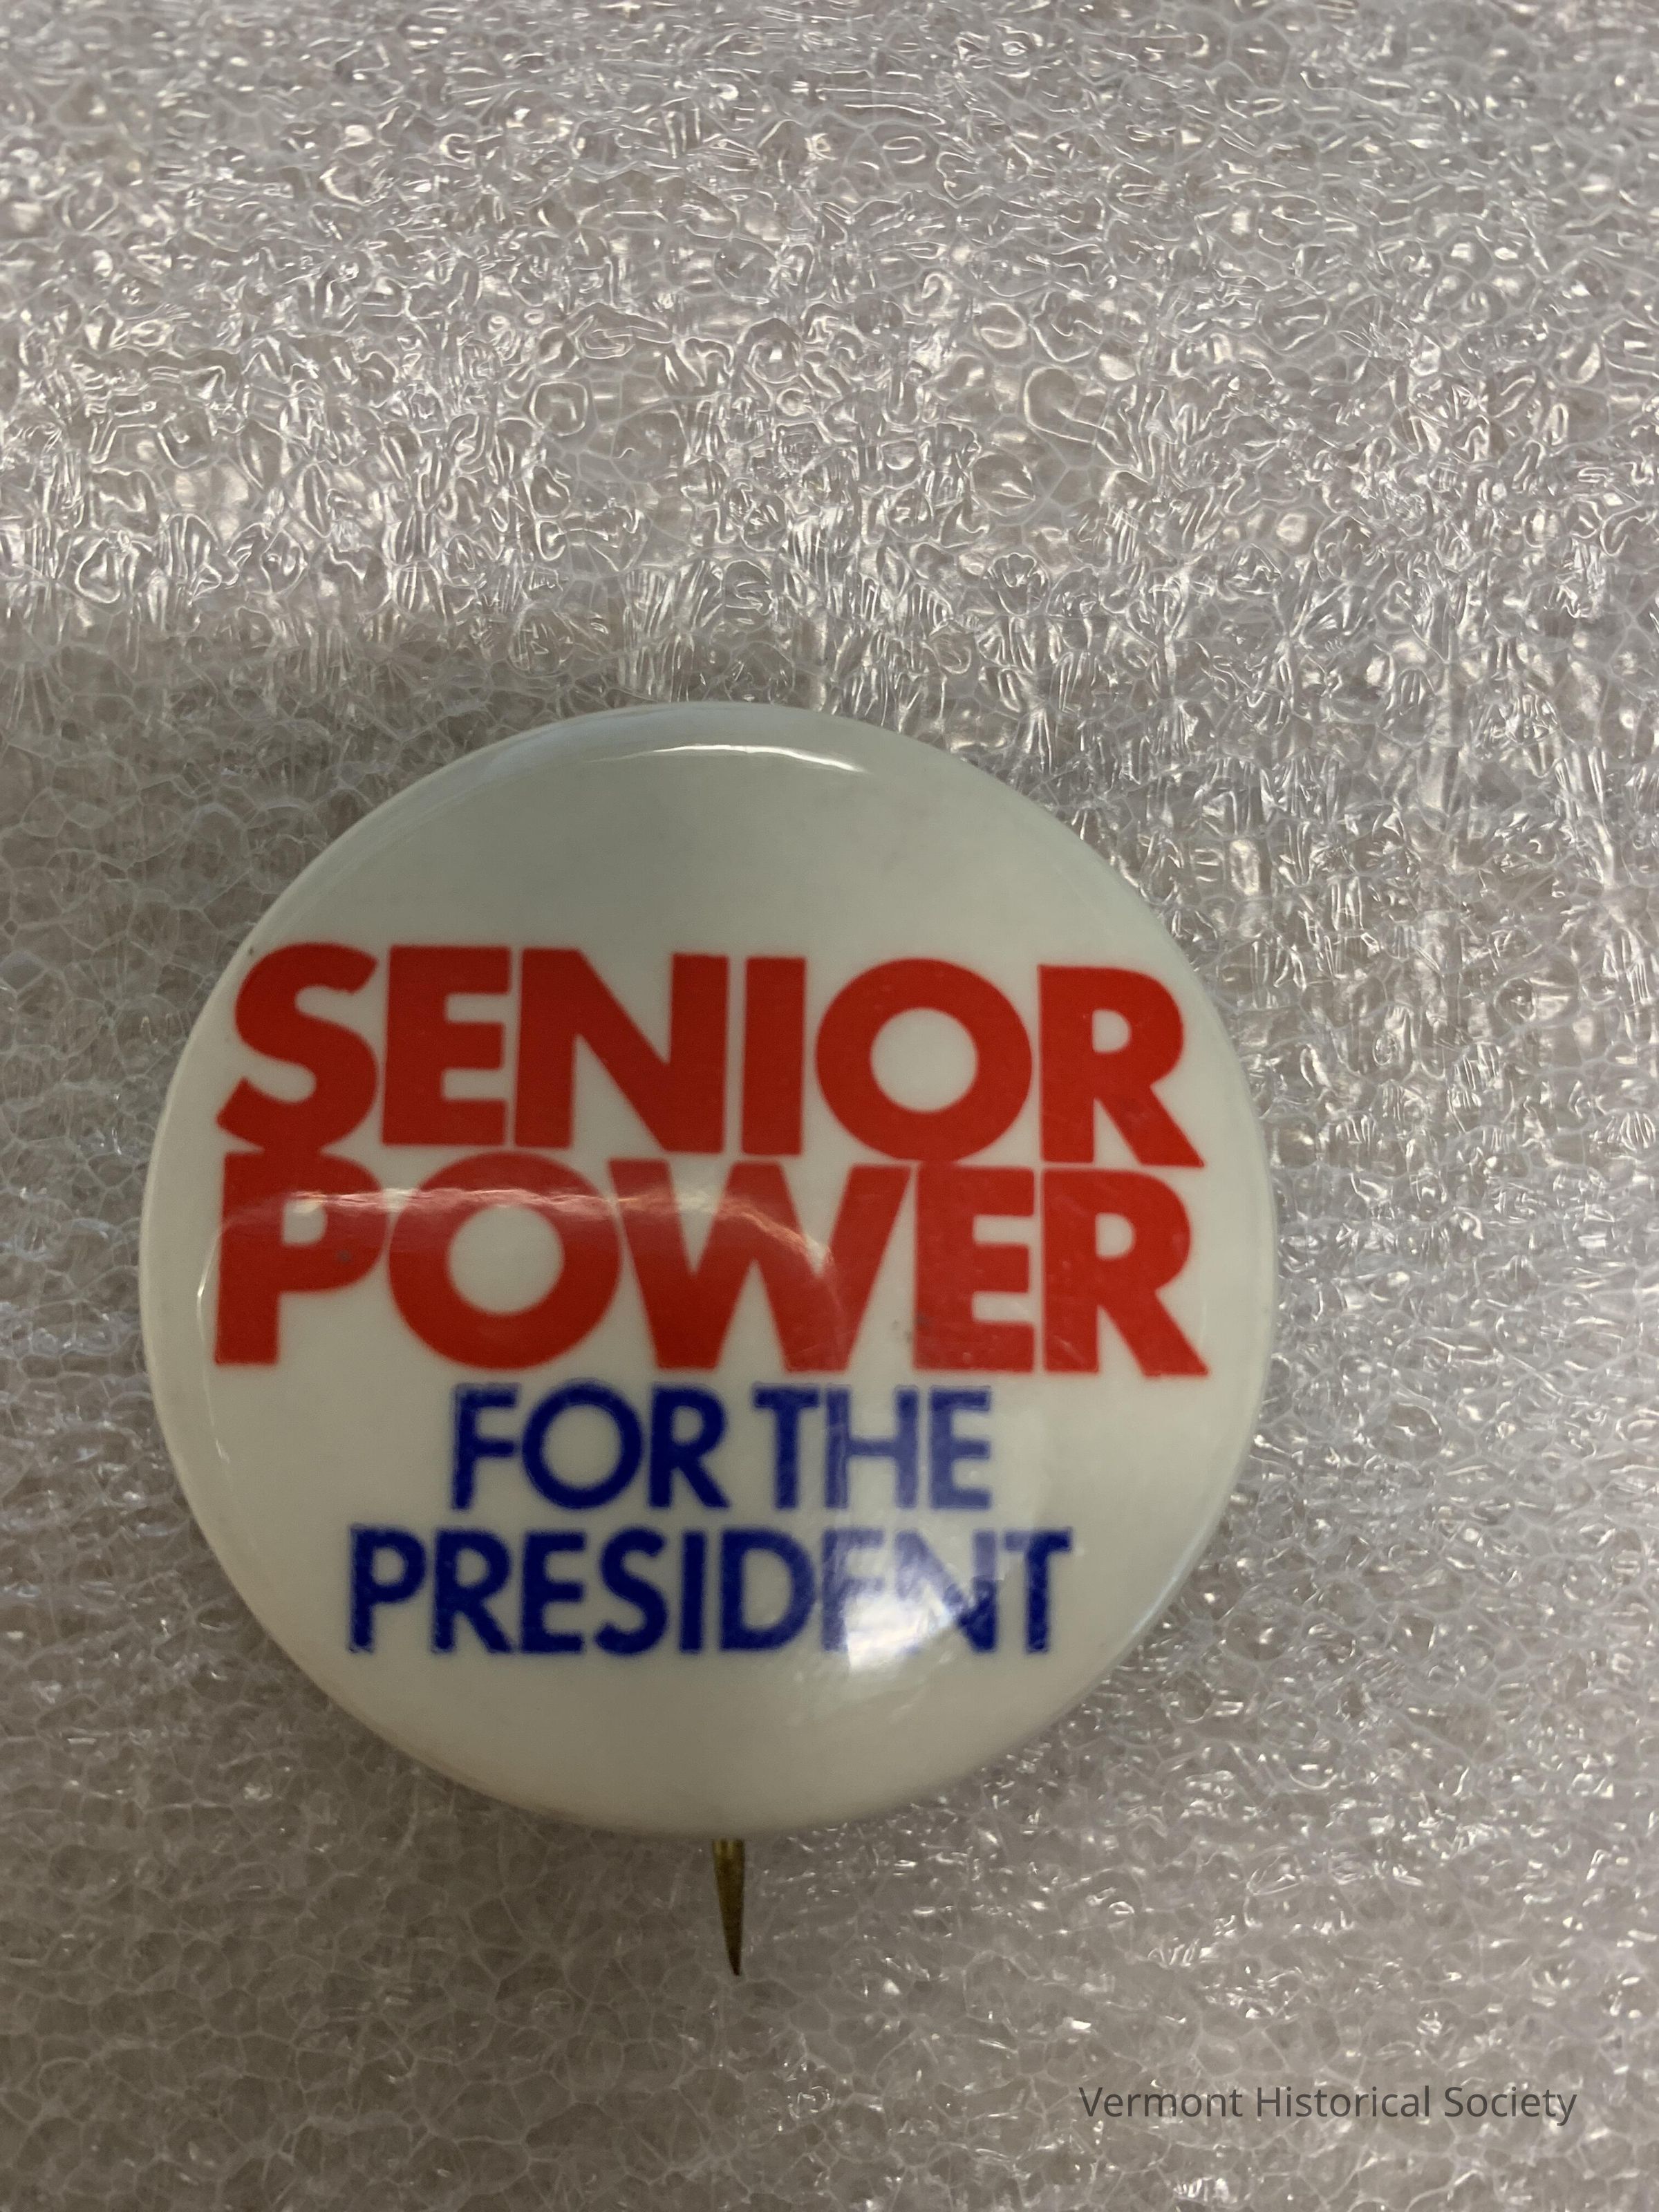 SENIOR
POWER
FOR THE
PRESIDENT
Vermont Historical Society